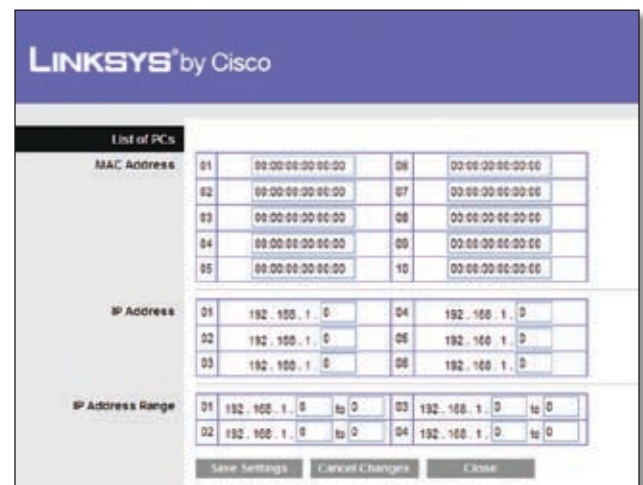 LINKSYS® by Cisco
List of PCs
MAC Address
01 00:00:00:00:00:00 06 00:00:00:00:00:00
02 00:00:00:00:00:00 07 00:00:00:00:00:00
03 00:00:00:00:00:00 08 00:00:00:00:00:00
04 00:00:00:00:00:00 09 00:00:00:00:00:00
05 00:00:00:00:00:00 10 00:00:00:00:00:00
IP Address
01 192.168.1.0 04 192.168.1.0
02 192.168.1.0 05 192.168.1.0
03 192.168.1.0 06 192.168.1.0
IP Address Range
01 192.168.1.0 to 0 03 192.168.1.0 to 0
02 192.168.1.0 to 0 04 192.168.1.0 to 0
Save Settings Cancel Changes Close